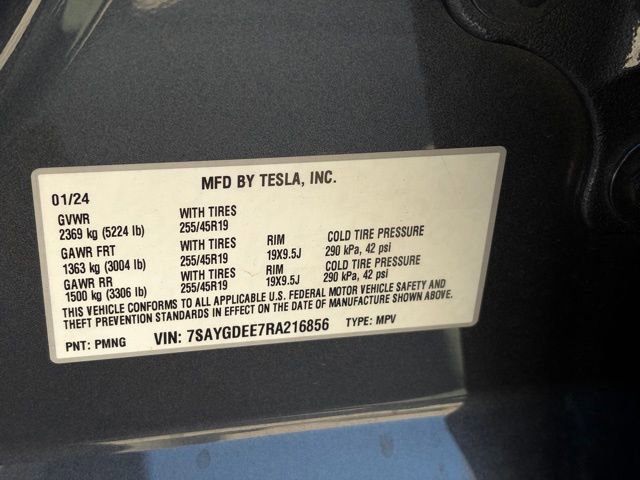 MFD BY TESLA, INC.
01/24
GVWR WITH TIRES
2369 kg (5224 lb) 255/45R19
GAWR FRT WITH TIRES RIM COLD TIRE PRESSURE
1363 kg (3004 lb) 255/45R19 19X9.5J 290 kPa, 42 psi
GAWR RR WITH TIRES RIM COLD TIRE PRESSURE
1500 kg (3306 lb) 255/45R19 19X9.5J 290 kPa, 42 psi
THIS VEHICLE CONFORMS TO ALL APPLICABLE U.S. FEDERAL MOTOR VEHICLE SAFETY AND
THEFT PREVENTION STANDARDS IN EFFECT ON THE DATE OF MANUFACTURE SHOWN ABOVE.
PNT: PMNG VIN: 7SAYGDEE7RA216856 TYPE: MPV